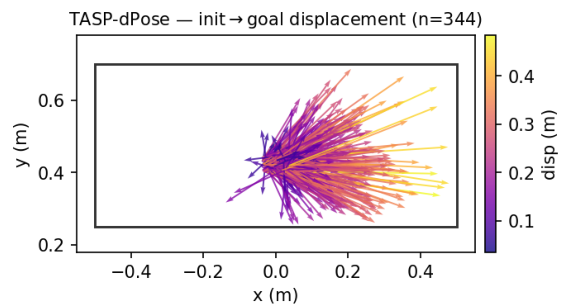 TASP-dPose — init→goal displacement (n=344)
y (m)
0.6
0.4
0.2
−0.4 −0.2 0.0 0.2 0.4
x (m)
0.4
0.3
0.2
0.1
disp (m)